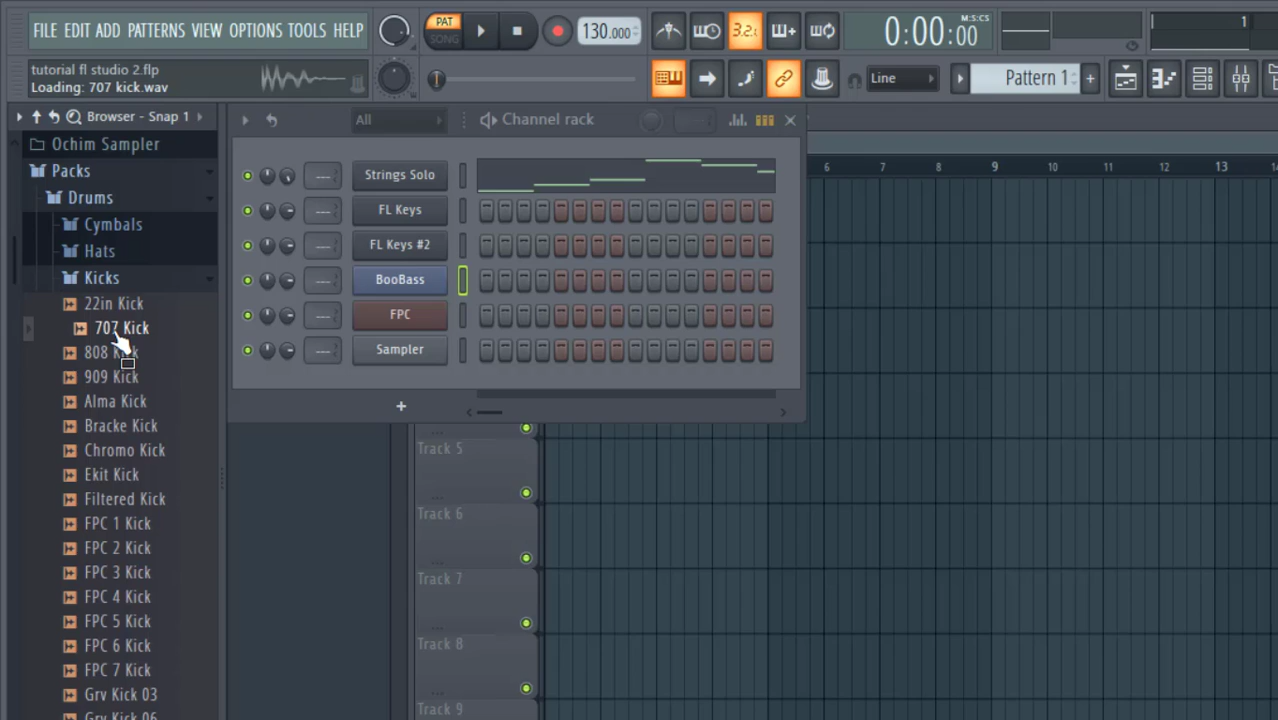 FILE EDIT ADD PATTERNS VIEW OPTIONS TOOLS HELP
PAT
SONG
130.000
3.2.
M:S:CS
0:00:00
1
tutorial fl studio 2.flp
Loading: 707 kick.wav
Line
Pattern 1
Browser - Snap 1
All
Channel rack
Ochim Sampler
Packs
Drums
Cymbals
Hats
Kicks
22in Kick
707 Kick
808
909 Kick
Alma Kick
Bracke Kick
Chromo Kick
Ekit Kick
Filtered Kick
FPC 1 Kick
FPC 2 Kick
FPC 3 Kick
FPC 4 Kick
FPC 5 Kick
FPC 6 Kick
FPC 7 Kick
Grv Kick 03
Grv Kick 06
Strings Solo
FL Keys
FL Keys #2
BooBass
FPC
Sampler
6 7 8 9 10 11 12 13
Track 5
Track 6
Track 7
Track 8
Track 9